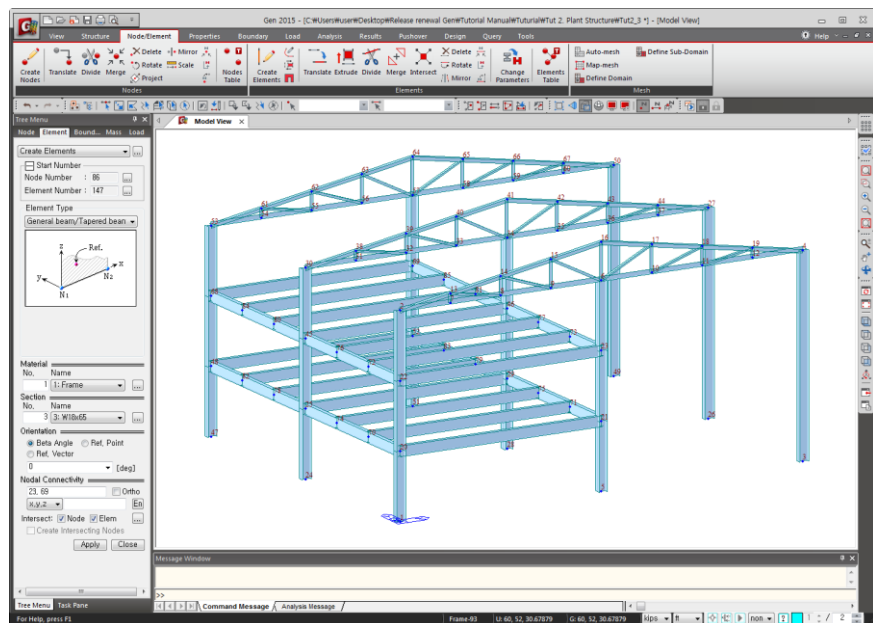 Gen 2015 - [C:₩Users₩user₩Desktop₩Release renewal Gen₩Tutorial Manual₩Tutorial₩Tut 2. Plant Structure₩Tut2_3 *] - [Model View]
View Structure Node/Element Properties Boundary Load Analysis Results Pushover Design Query Tools Help
Create Nodes Translate Divide Merge Delete Mirror Rotate Scale Project Nodes Table
Create Elements Translate Extrude Divide Merge Intersect Delete Rotate Mirror Change Parameters Elements Table
Auto-mesh Define Sub-Domain
Map-mesh
Define Domain
Nodes Elements Mesh
Tree Menu
Model View
Node Element Bound... Mass Load
Create Elements
Start Number
Node Number : 86
Element Number : 147
Element Type
General beam/Tapered bean
z Ref. x y N1 N2
Material
No. Name
1 1: Frame
Section
No. Name
3 3: W18x65
Orientation
Beta Angle Ref. Point
Ref. Vector
0 [deg]
Nodal Connectivity
23, 69 Ortho
x,y,z En
Intersect: Node Elem
Create Intersecting Nodes
Apply Close
Message Window
>>
Tree Menu Task Pane
Command Message Analysis Message
For Help, press F1
Frame-93 U: 60, 52, 30.67879 G: 60, 52, 30.67879 kips ft non 1 / 2